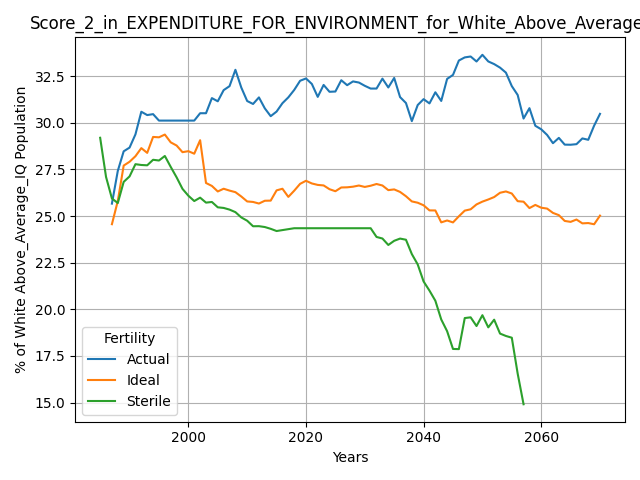 Score_2_in_EXPENDITURE_FOR_ENVIRONMENT_for_White_Above_Average
% of White Above_Average_IQ Population
32.5
30.0
27.5
25.0
22.5
20.0
17.5
15.0
Fertility
Actual
Ideal
Sterile
2000
2020
2040
2060
Years